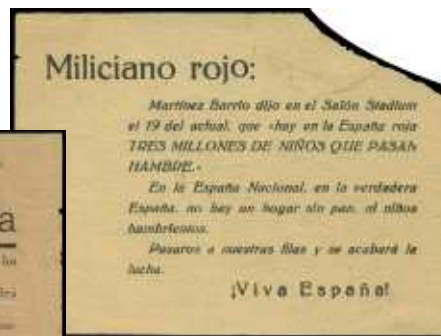 Miliciano rojo:
Martínez Barrio dijo en el Salón Stadium
el 19 del actual, que «hay en la España roja
TRES MILLONES DE NIÑOS QUE PASAN
HAMBRE.»
En la España Nacional, en la verdadera
España, no hay un hogar sin pan, ni niños
hambrientos.
Pasaros a nuestras filas y se acabará la
lucha.
¡Viva España!
a